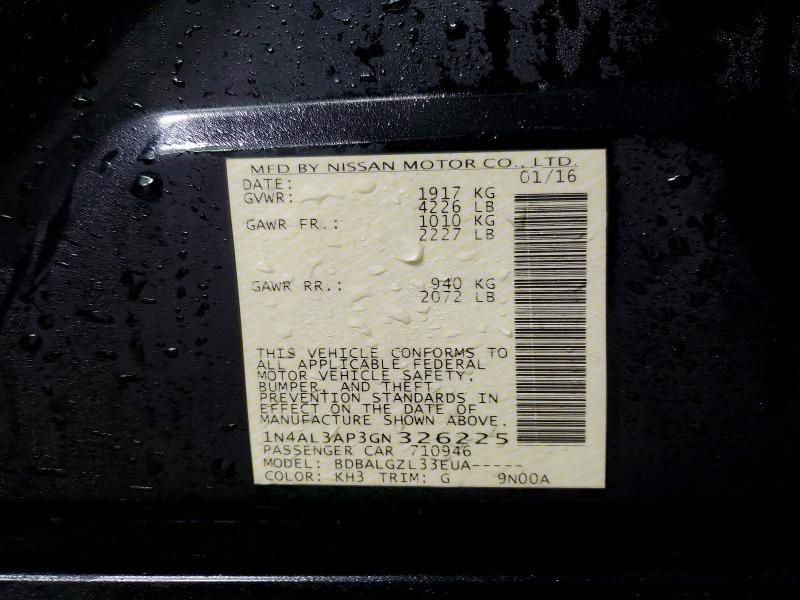 MFD BY NISSAN MOTOR CO., LTD.
DATE: 01/16
GVWR: 1917 KG
4226 LB
GAWR FR.: 1010 KG
2227 LB
GAWR RR.: 940 KG
2072 LB
THIS VEHICLE CONFORMS TO
ALL APPLICABLE FEDERAL
MOTOR VEHICLE SAFETY,
BUMPER, AND THEFT
PREVENTION STANDARDS IN
EFFECT ON THE DATE OF
MANUFACTURE SHOWN ABOVE.
1N4AL3AP3GN326225
PASSENGER CAR 710946
MODEL: BDBALGZL33EUA-----
COLOR: KH3 TRIM: G 9N00A